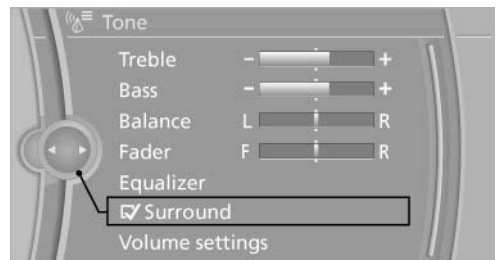 Tone
Treble - +
Bass - +
Balance L R
Fader F R
Equalizer
Surround
Volume settings